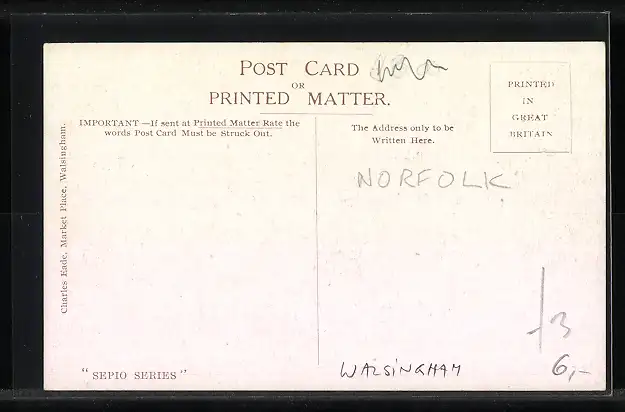 POST CARD
OR
PRINTED MATTER.
PRINTED
IN
GREAT
BRITAIN
IMPORTANT —If sent at Printed Matter Rate the
words Post Card Must be Struck Out.
The Address only to be
Written Here.
NORFOLK
Charles Eade, Market Place, Walsingham.
"SEPIO SERIES"
WALSINGHAM
3
6,-